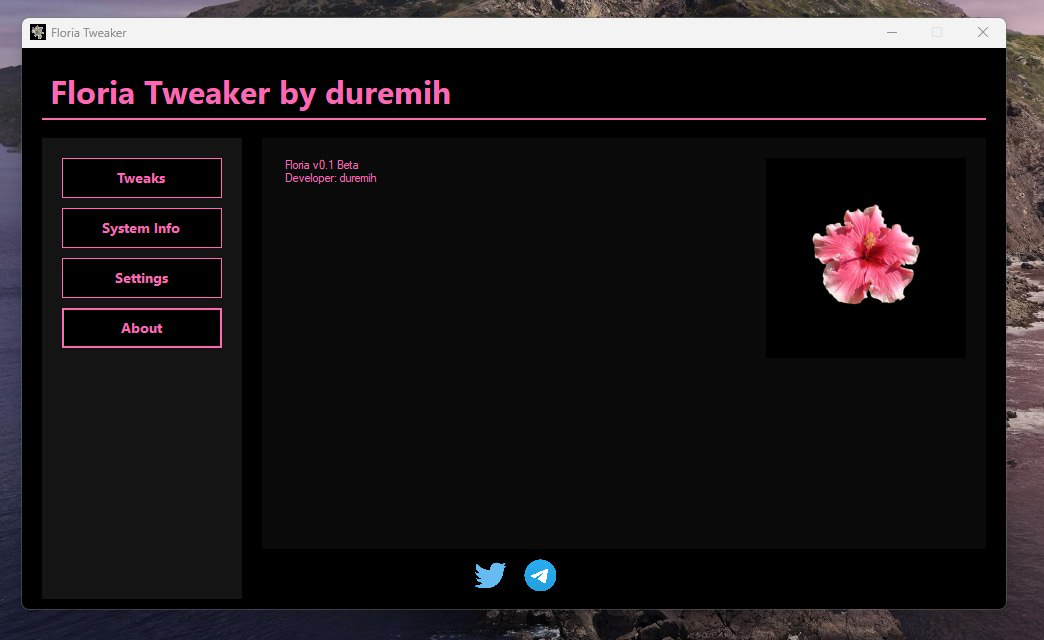 Floria Tweaker
Floria Tweaker by duremih
Tweaks
System Info
Settings
About
Floria v0.1 Beta
Developer: duremih